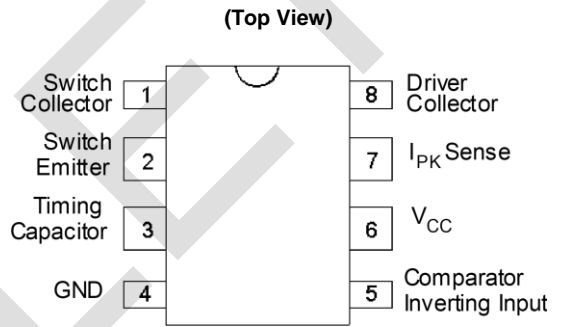 (Top View)
Switch
Collector
1
8
Driver
Collector
Switch
Emitter
2
7
IPK Sense
Timing
Capacitor
3
6
VCC
GND
4
5
Comparator
Inverting Input